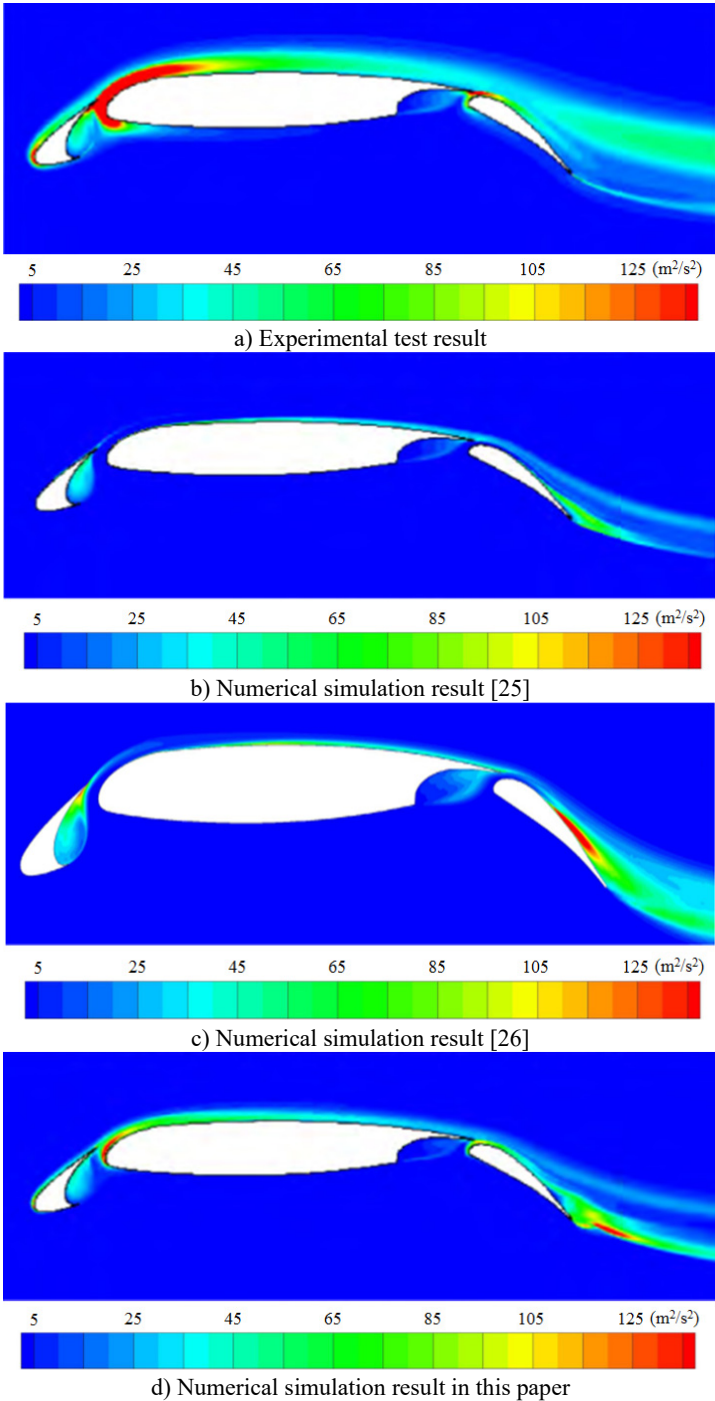 5 25 45 65 85 105 125 (m²/s²)
a) Experimental test result
5 25 45 65 85 105 125 (m²/s²)
b) Numerical simulation result [25]
5 25 45 65 85 105 125 (m²/s²)
c) Numerical simulation result [26]
5 25 45 65 85 105 125 (m²/s²)
d) Numerical simulation result in this paper